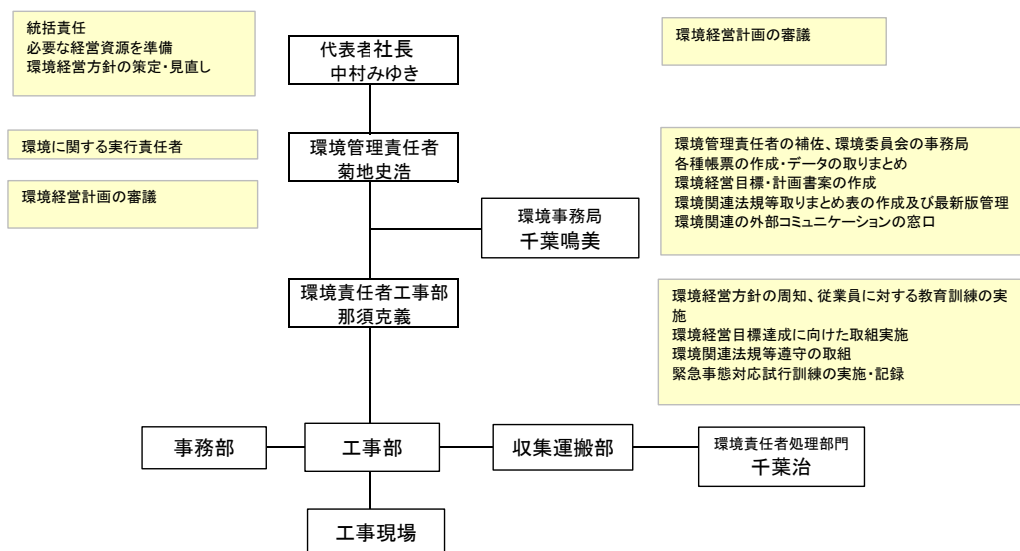 統括責任
必要な経営資源を準備
環境経営方針の策定・見直し
代表者社長
中村みゆき
環境経営計画の審議
環境に関する実行責任者
環境管理責任者
菊地史浩
環境管理責任者の補佐、環境委員会の事務局
各種帳票の作成・データの取りまとめ
環境経営目標・計画書案の作成
環境関連法規等取りまとめ表の作成及び最新版管理
環境関連の外部コミュニケーションの窓口
環境経営計画の審議
環境事務局
千葉鳴美
環境責任者工事部
那須克義
環境経営方針の周知、従業員に対する教育訓練の実
施
環境経営目標達成に向けた取組実施
環境関連法規等遵守の取組
緊急事態対応試行訓練の実施・記録
事務部
工事部
収集運搬部
環境責任者処理部門
千葉治
工事現場